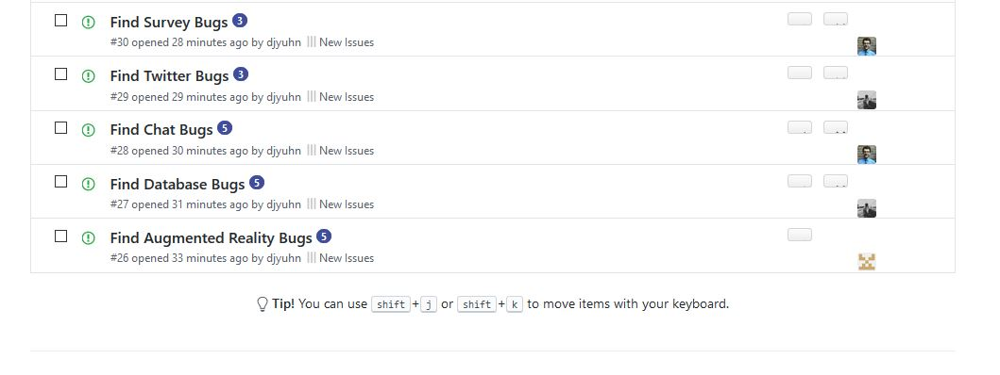 Find Survey Bugs 3
#30 opened 28 minutes ago by djyuhn New Issues
Find Twitter Bugs 3
#29 opened 29 minutes ago by djyuhn New Issues
Find Chat Bugs 5
#28 opened 30 minutes ago by djyuhn New Issues
Find Database Bugs 5
#27 opened 31 minutes ago by djyuhn New Issues
Find Augmented Reality Bugs 5
#26 opened 33 minutes ago by djyuhn New Issues
Tip! You can use shift+j or shift+k to move items with your keyboard.